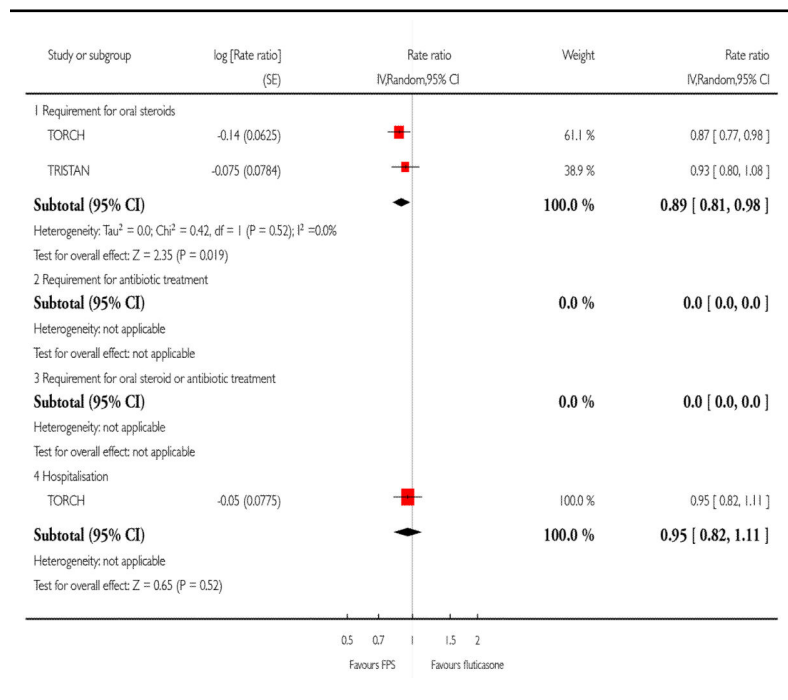 Study or subgroup log [Rate ratio] Rate ratio Weight Rate ratio
(SE) IV,Random,95% CI IV,Random,95% CI
1 Requirement for oral steroids
TORCH -0.14 (0.0625) 61.1 % 0.87 [ 0.77, 0.98 ]
TRISTAN -0.075 (0.0784) 38.9 % 0.93 [ 0.80, 1.08 ]
Subtotal (95% CI) 100.0 % 0.89 [ 0.81, 0.98 ]
Heterogeneity: Tau² = 0.0; Chi² = 0.42, df = 1 (P = 0.52); I² =0.0%
Test for overall effect: Z = 2.35 (P = 0.019)
2 Requirement for antibiotic treatment
Subtotal (95% CI) 0.0 % 0.0 [ 0.0, 0.0 ]
Heterogeneity: not applicable
Test for overall effect: not applicable
3 Requirement for oral steroid or antibiotic treatment
Subtotal (95% CI) 0.0 % 0.0 [ 0.0, 0.0 ]
Heterogeneity: not applicable
Test for overall effect: not applicable
4 Hospitalisation
TORCH -0.05 (0.0775) 100.0 % 0.95 [ 0.82, 1.11 ]
Subtotal (95% CI) 100.0 % 0.95 [ 0.82, 1.11 ]
Heterogeneity: not applicable
Test for overall effect: Z = 0.65 (P = 0.52)
0.5 0.7 1 1.5 2
Favours FPS Favours fluticasone